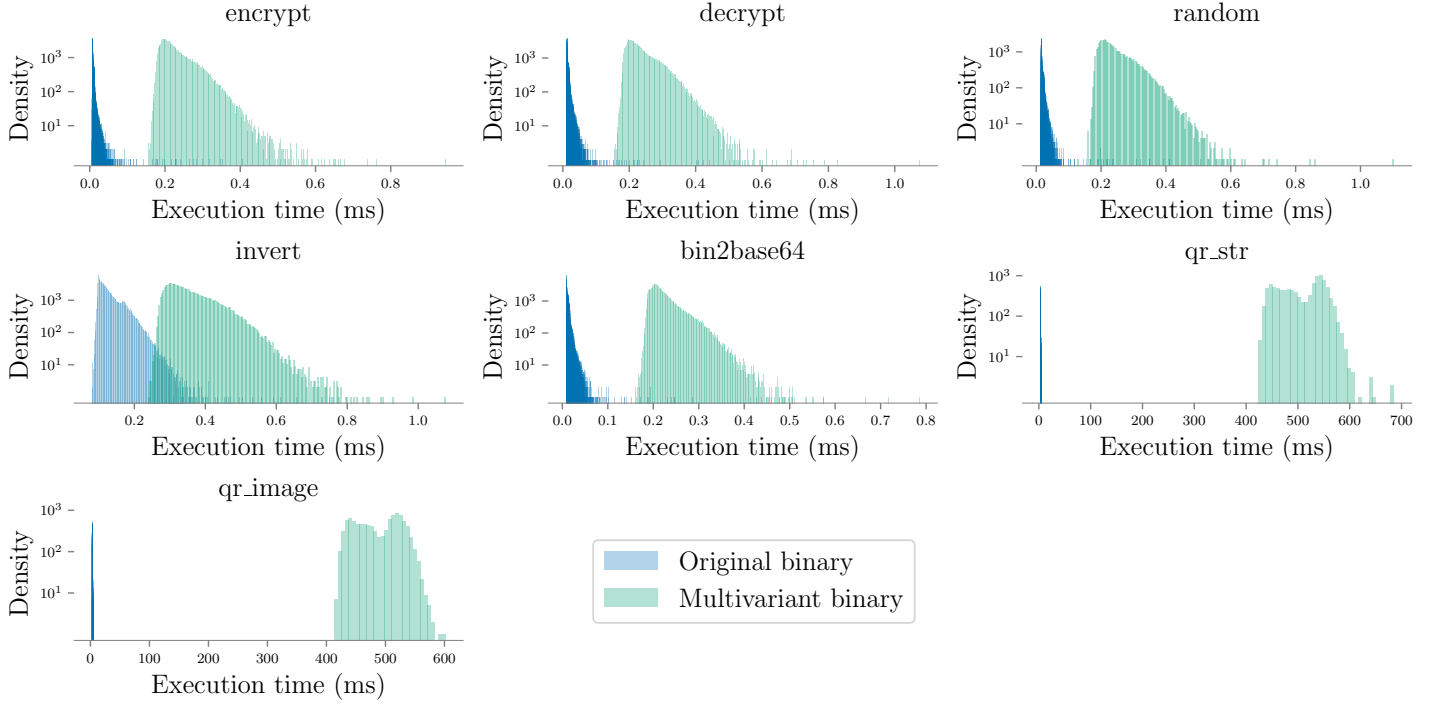 encrypt
Density
10³
10¹
0.0 0.2 0.4 0.6 0.8
Execution time (ms)
decrypt
Density
10³
10¹
0.0 0.2 0.4 0.6 0.8 1.0
Execution time (ms)
random
Density
10³
10²
10¹
0.0 0.2 0.4 0.6 0.8 1.0
Execution time (ms)
invert
Density
10³
10²
10¹
0.2 0.4 0.6 0.8 1.0
Execution time (ms)
bin2base64
Density
10³
10²
10¹
0.0 0.1 0.2 0.3 0.4 0.5 0.6 0.7 0.8
Execution time (ms)
qr_str
Density
10³
10²
10¹
0 100 200 300 400 500 600 700
Execution time (ms)
qr_image
Density
10³
10²
10¹
0 100 200 300 400 500 600
Execution time (ms)
Original binary
Multivariant binary